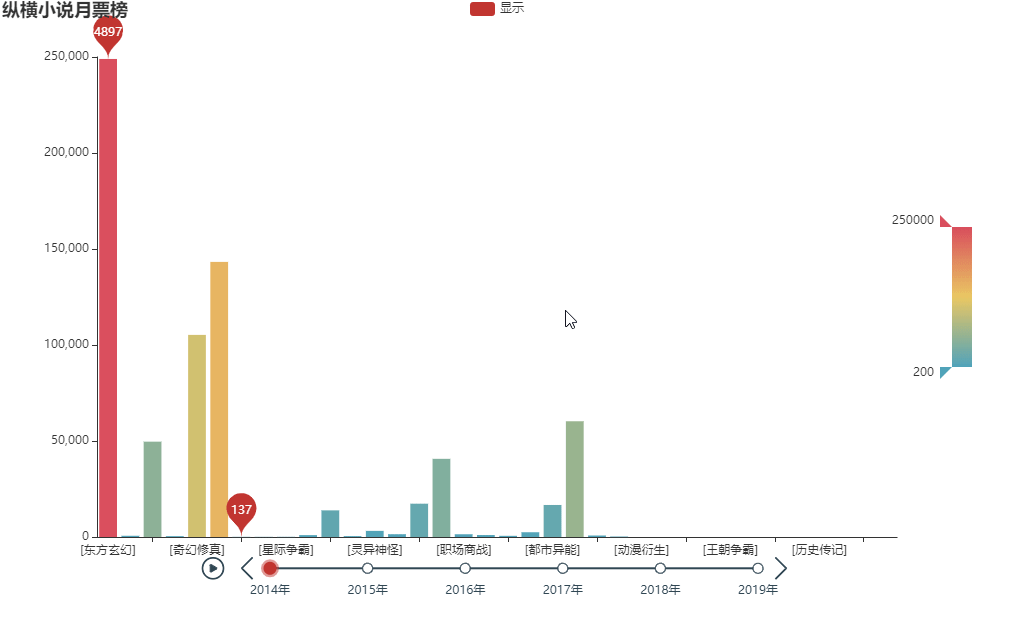 纵横小说月票榜
显示
4897
250,000
200,000
150,000
100,000
50,000
0
137
250000
200
[东方玄幻] [奇幻修真] [星际争霸] [灵异神怪] [职场商战] [都市异能] [动漫衍生] [王朝争霸] [历史传记]
2014年 2015年 2016年 2017年 2018年 2019年